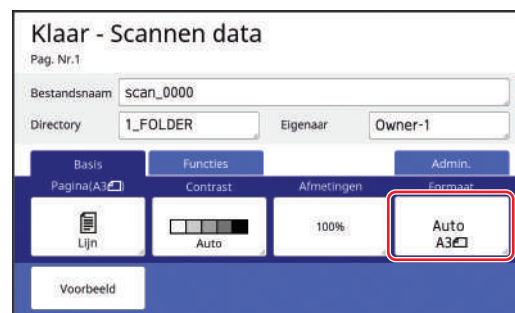 Klaar - Scannen data
Pag. Nr.1
Bestandsnaam scan_0000
Directory 1_FOLDER Eigenaar Owner-1
Basis Functies Admin.
Pagina(A3) Contrast Afmetingen Formaat
Lijn Auto 100% Auto
A3
Voorbeeld